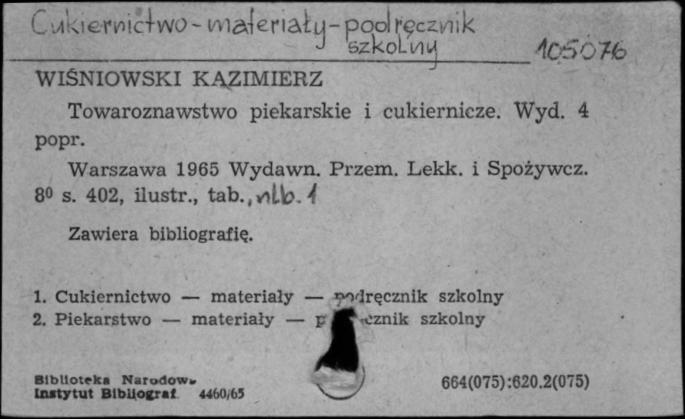 Cukiernictwo - materiały - podręcznik
szkolny
105076
WIŚNIOWSKI KAZIMIERZ
Towaroznawstwo piekarskie i cukiernicze. Wyd. 4
popr.
Warszawa 1965 Wydawn. Przem. Lekk. i Spożywcz.
8⁰ s. 402, ilustr., tab., nlb. 1
Zawiera bibliografię.
1. Cukiernictwo — materiały — podręcznik szkolny
2. Piekarstwo — materiały — p cznik szkolny
Biblioteka Narodowa
Instytut Bibliograf. 4460/65
664(075):620.2(075)